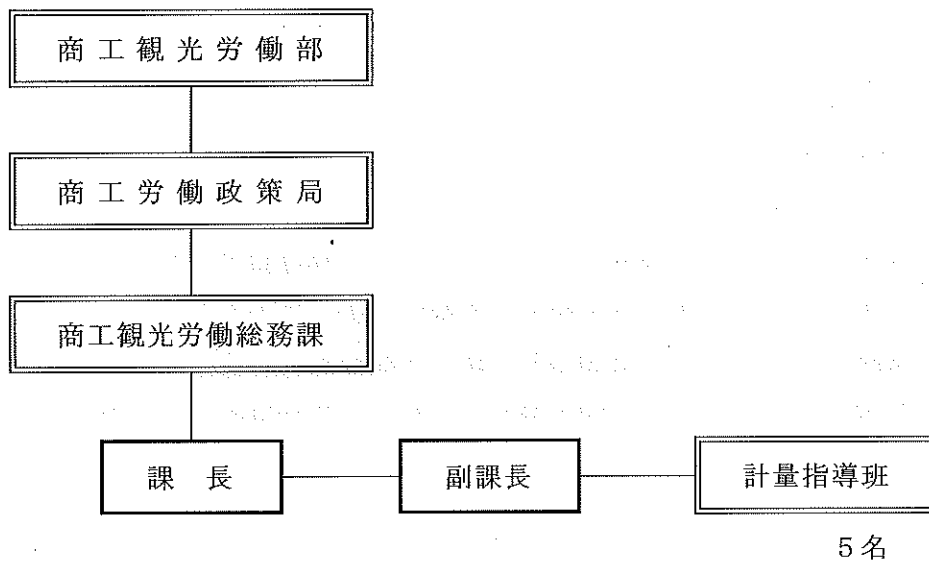 商工観光労働部
商工労働政策局
商工観光労働総務課
課長
副課長
計量指導班
5名